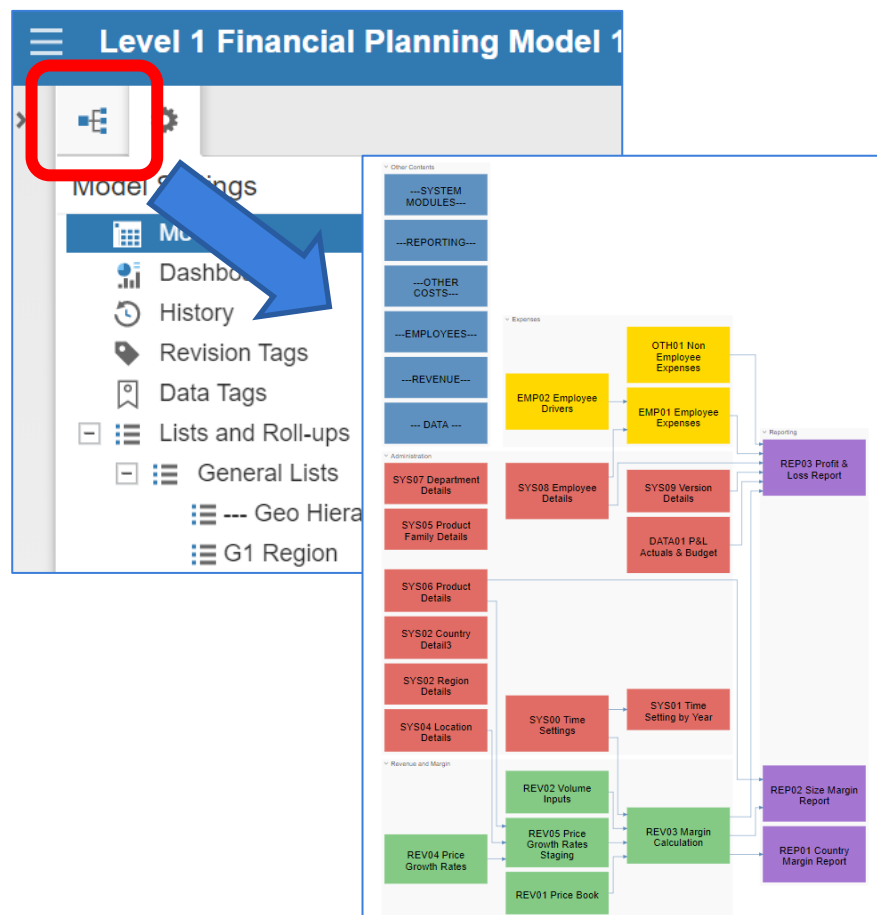 Level 1 Financial Planning Model 1
Model Settings
Dashbo
History
Revision Tags
Data Tags
Lists and Roll-ups
General Lists
--- Geo Hiera
G1 Region
Other Contents
---SYSTEM
MODULES---
---REPORTING---
---OTHER
COSTS---
---EMPLOYEES---
---REVENUE---
--- DATA ---
Expenses
OTH01 Non
Employee
Expenses
EMP02 Employee
Drivers
EMP01 Employee
Expenses
Reporting
REP03 Profit &
Loss Report
Administration
SYS07 Department
Details
SYS08 Employee
Details
SYS09 Version
Details
SYS05 Product
Family Details
DATA01 P&L
Actuals & Budget
SYS06 Product
Details
SYS02 Country
Detail3
SYS02 Region
Details
SYS04 Location
Details
SYS00 Time
Settings
SYS01 Time
Setting by Year
Revenue and Margin
REV02 Volume
Inputs
REV05 Price
Growth Rates
Staging
REV04 Price
Growth Rates
REV01 Price Book
REV03 Margin
Calculation
REP02 Size Margin
Report
REP01 Country
Margin Report